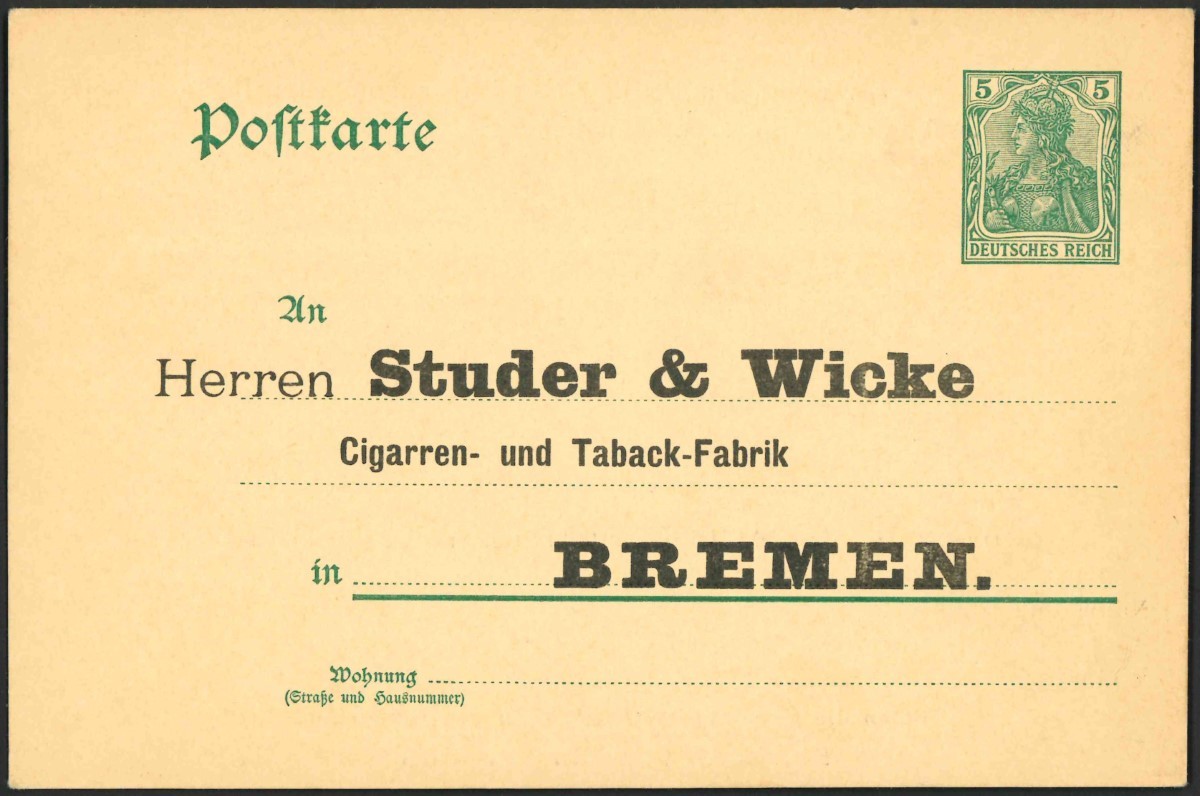 Postkarte
5 5
DEUTSCHES REICH
An
Herren Studer & Wicke
Cigarren- und Taback-Fabrik
in BREMEN.
Wohnung
(Straße und Hausnummer)